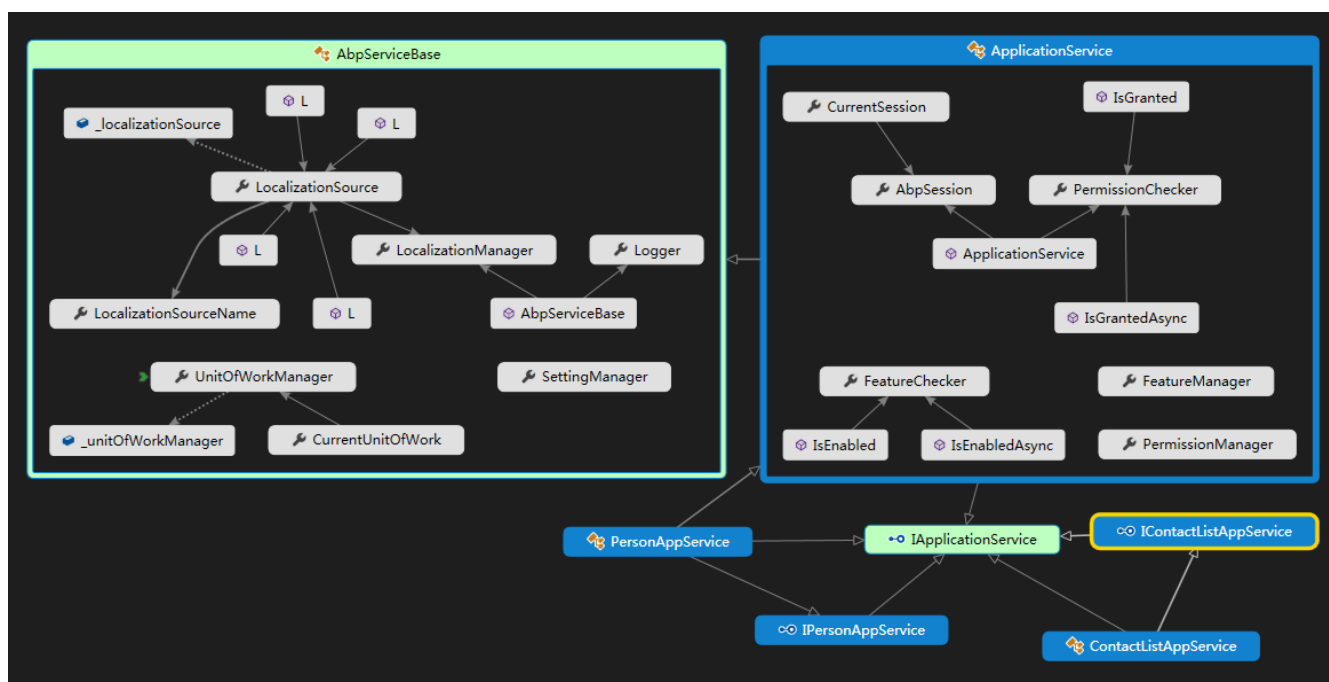 AbpServiceBase
L
_localizationSource
L
LocalizationSource
L
LocalizationManager
Logger
LocalizationSourceName
L
AbpServiceBase
UnitOfWorkManager
SettingManager
_unitOfWorkManager
CurrentUnitOfWork
ApplicationService
CurrentSession
IsGranted
AbpSession
PermissionChecker
ApplicationService
IsGrantedAsync
FeatureChecker
FeatureManager
IsEnabled
IsEnabledAsync
PermissionManager
PersonAppService
IApplicationService
IContactListAppService
IPersonAppService
ContactListAppService